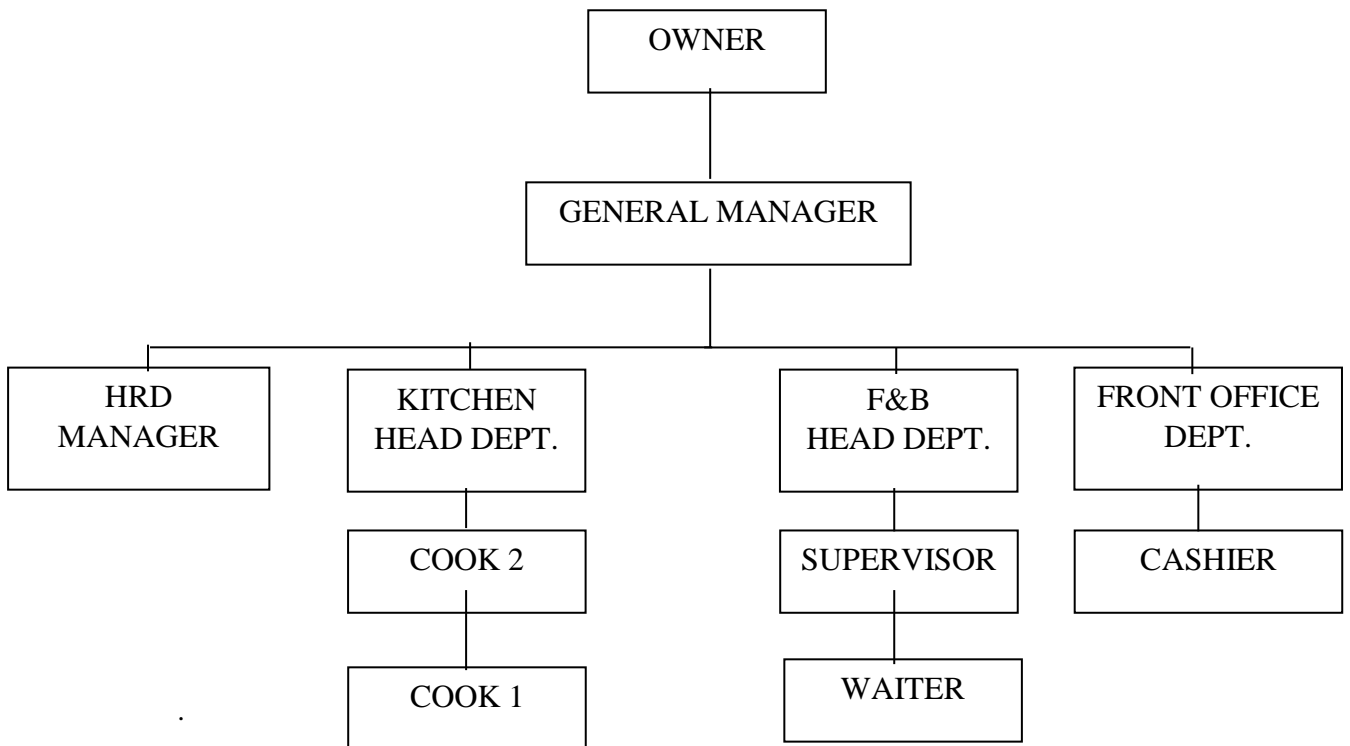 OWNER
GENERAL MANAGER
HRD
MANAGER
KITCHEN
HEAD DEPT.
F&B
HEAD DEPT.
FRONT OFFICE
DEPT.
COOK 2
SUPERVISOR
CASHIER
COOK 1
WAITER
.